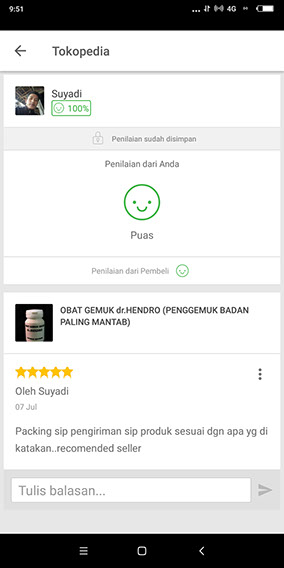 9:51
... 4G
Tokopedia
Suyadi
100%
Penilaian sudah disimpan
Penilaian dari Anda
Puas
Penilaian dari Pembeli
OBAT GEMUK dr.HENDRO (PENGGEMUK BADAN
PALING MANTAB)
Oleh Suyadi
07 Jul
Packing sip pengiriman sip produk sesuai dgn apa yg di
katakan..recomended seller
Tulis balasan...